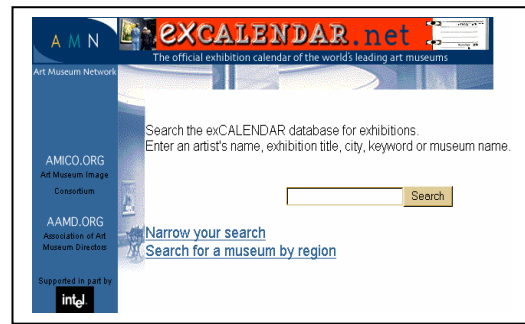 A M N
Art Museum Network
exCALENDAR.net
The official exhibition calendar of the world's leading art museums
Search the exCALENDAR database for exhibitions.
Enter an artist's name, exhibition title, city, keyword or museum name.
Search
Narrow your search
Search for a museum by region
AMICO.ORG
Art Museum Image
Consortium
AAMD.ORG
Association of Art
Museum Directors
Supported in part by
intel.